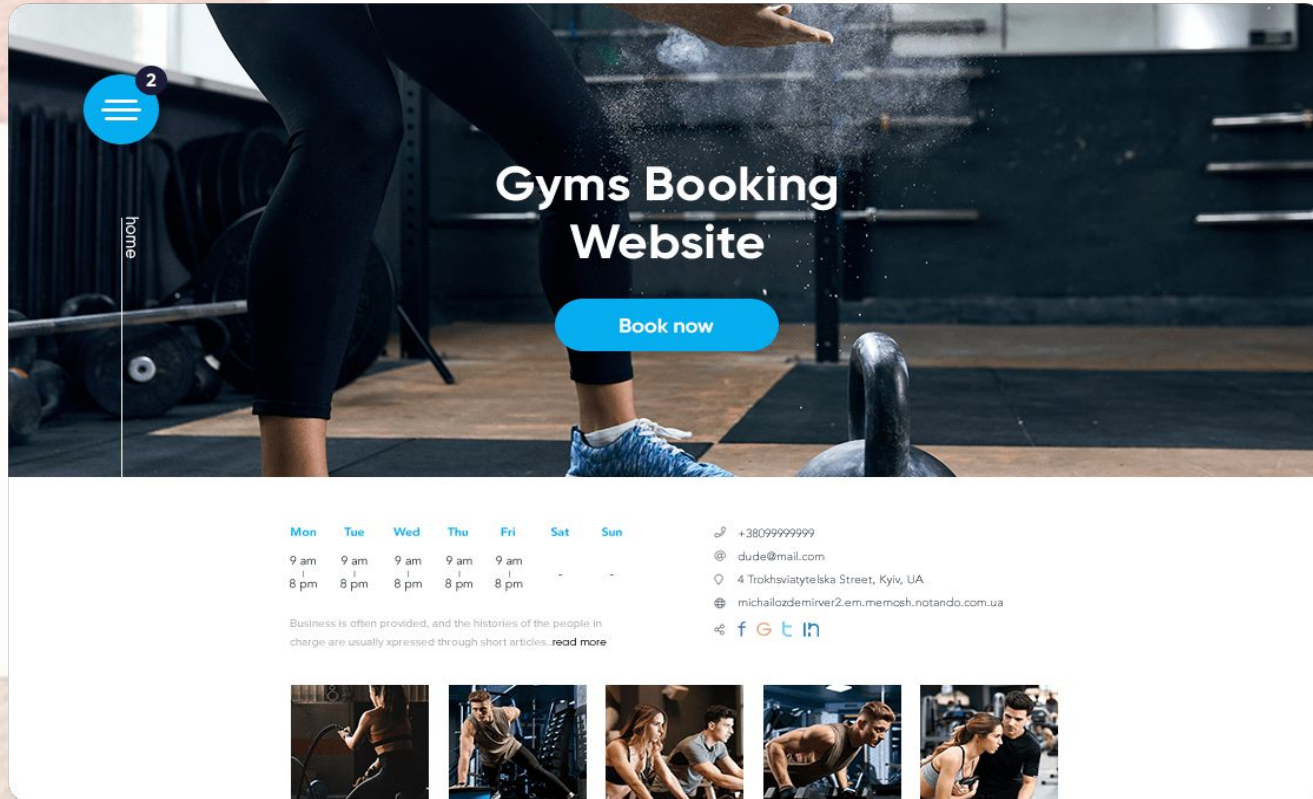 2
home
Gyms Booking
Website
Book now
Mon Tue Wed Thu Fri Sat Sun
9 am 9 am 9 am 9 am 9 am
| | | | | - -
8 pm 8 pm 8 pm 8 pm 8 pm
Business is often provided, and the histories of the people in
charge are usually xpressed through short articles...read more
+38099999999
dude@mail.com
4 Trokhsviatytelska Street, Kyiv, UA
michailozdemirver2.em.memosh.notando.com.ua